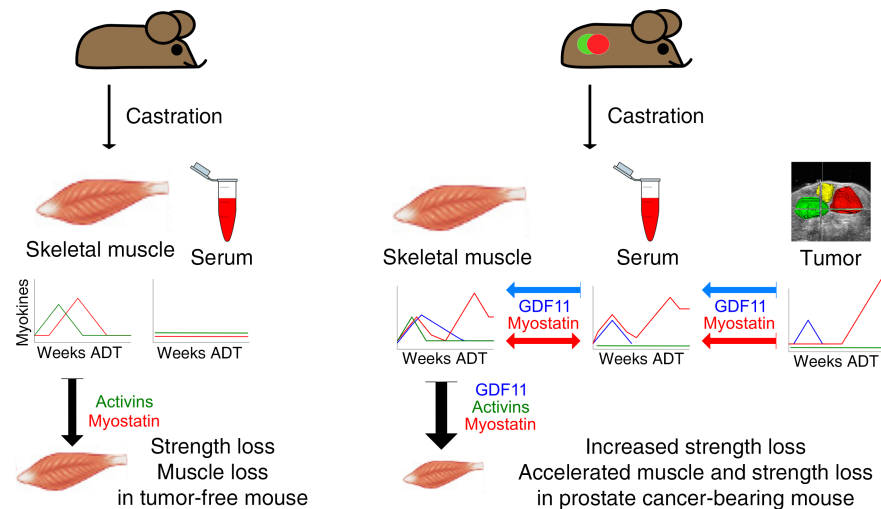 Castration
Skeletal muscle
Serum
Myokines
Weeks ADT
Weeks ADT
Activins
Myostatin
Strength loss
Muscle loss
in tumor-free mouse
Castration
Skeletal muscle
Serum
Tumor
GDF11
Myostatin
GDF11
Myostatin
Weeks ADT
Weeks ADT
Weeks ADT
GDF11
Activins
Myostatin
Increased strength loss
Accelerated muscle and strength loss
in prostate cancer-bearing mouse